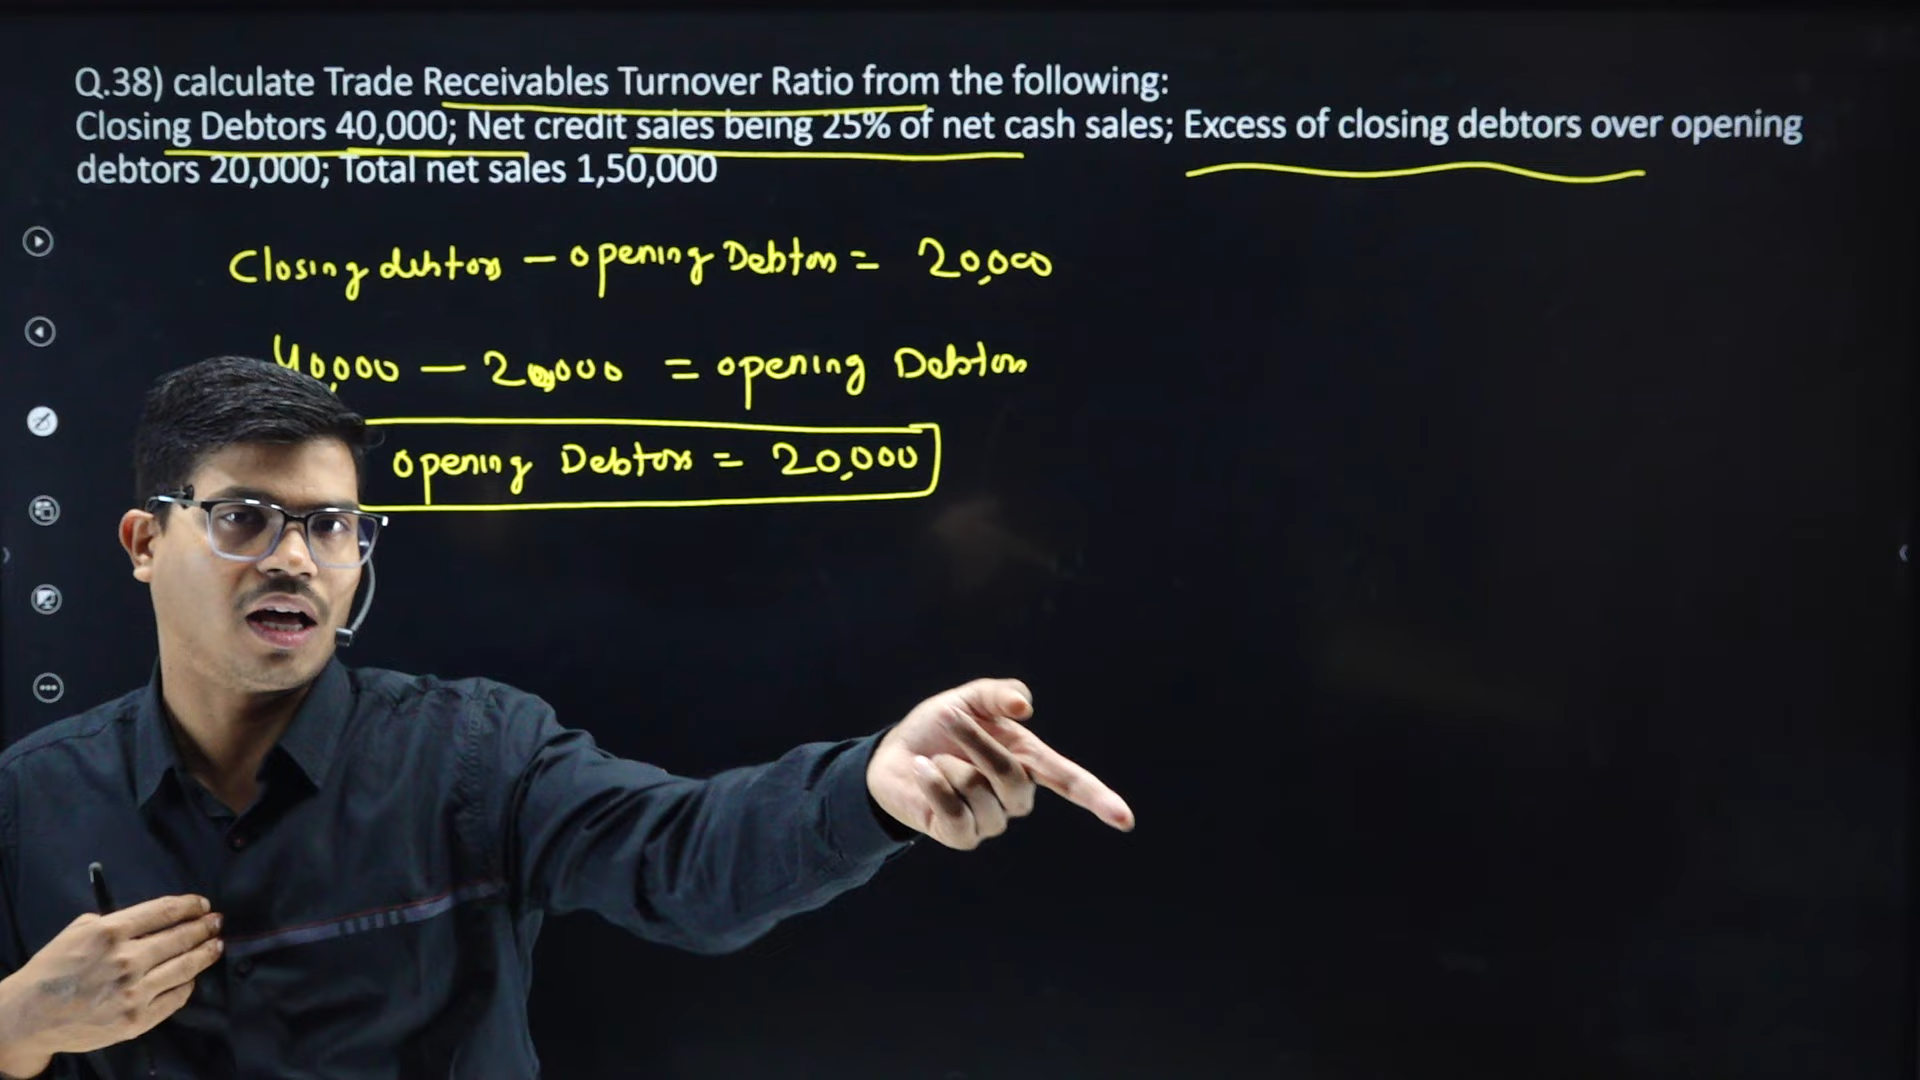 Q.38) calculate Trade Receivables Turnover Ratio from the following:
Closing Debtors 40,000; Net credit sales being 25% of net cash sales; Excess of closing debtors over opening
debtors 20,000; Total net sales 1,50,000
Closing debtors – opening Debtors = 20,000
40,000 – 20,000 = opening Debtors
opening Debtors = 20,000